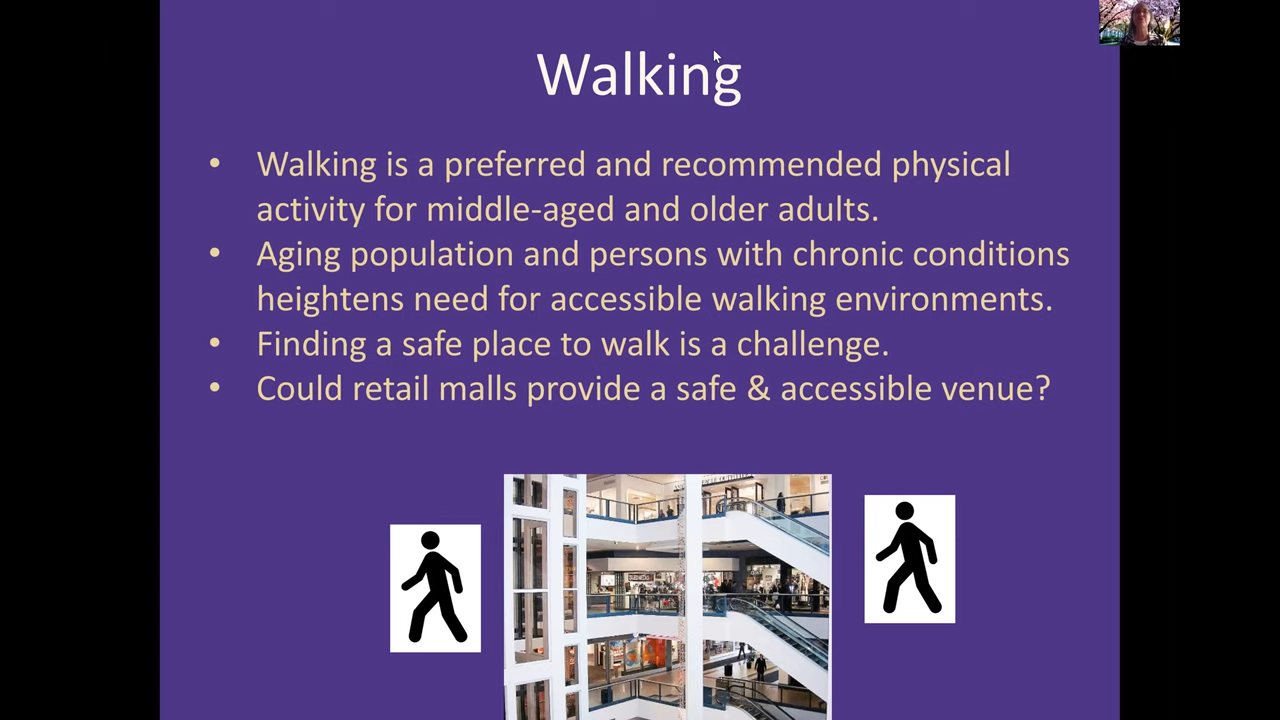 Walking
• Walking is a preferred and recommended physical
activity for middle-aged and older adults.
• Aging population and persons with chronic conditions
heightens need for accessible walking environments.
• Finding a safe place to walk is a challenge.
• Could retail malls provide a safe & accessible venue?